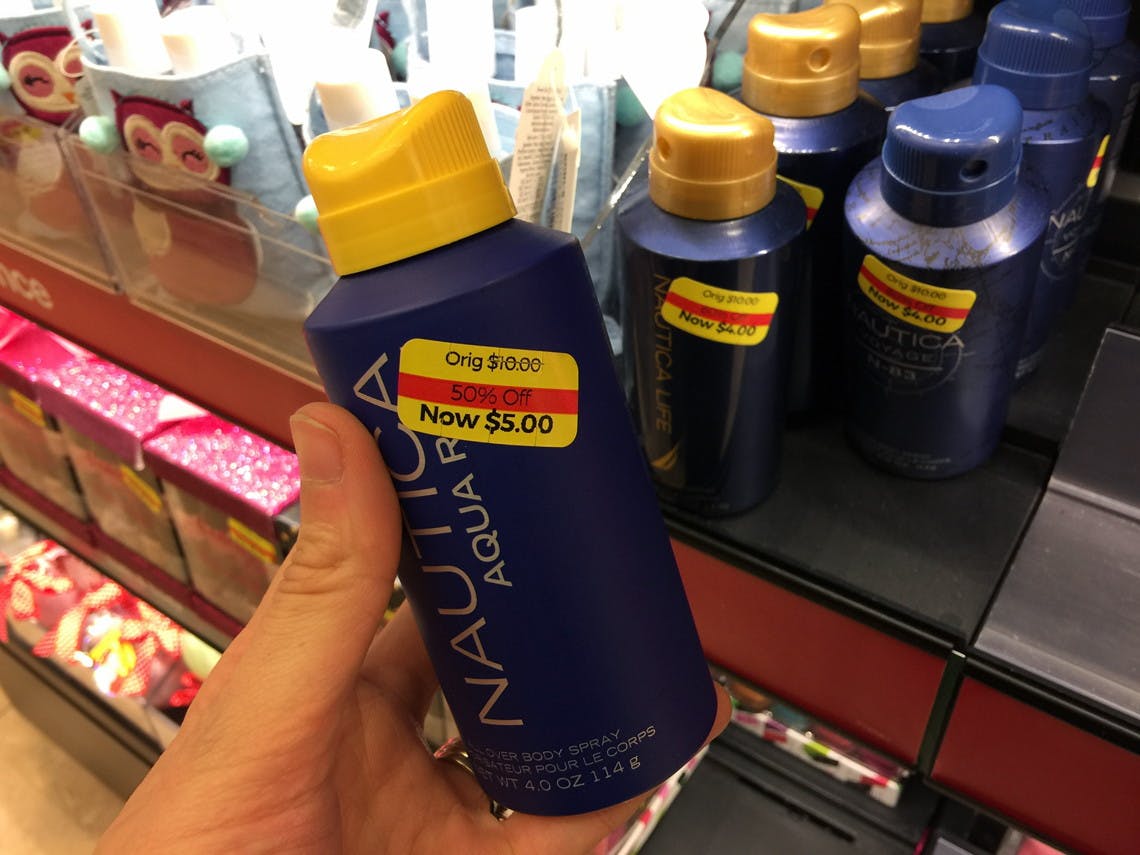 Orig $10.00
50% Off
Now $5.00
NAUTICA
AQUA
OVER BODY SPRAY
POUR LE CORPS
WT 4.0 OZ 114 g
Orig $10.00
Now $4.00
NAUTICA LIFE
Orig $10.00
Off
Now $4.00
NAUTICA
VOYAGE
N-83